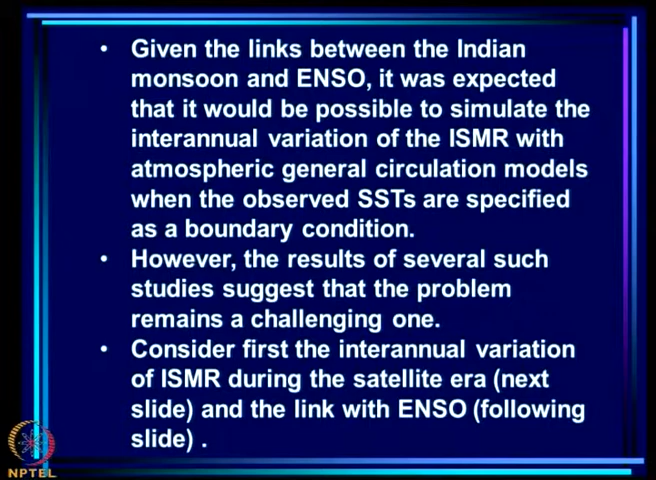 • Given the links between the Indian
monsoon and ENSO, it was expected
that it would be possible to simulate the
interannual variation of the ISMR with
atmospheric general circulation models
when the observed SSTs are specified
as a boundary condition.
• However, the results of several such
studies suggest that the problem
remains a challenging one.
• Consider first the interannual variation
of ISMR during the satellite era (next
slide) and the link with ENSO (following
slide) .
NPTEL